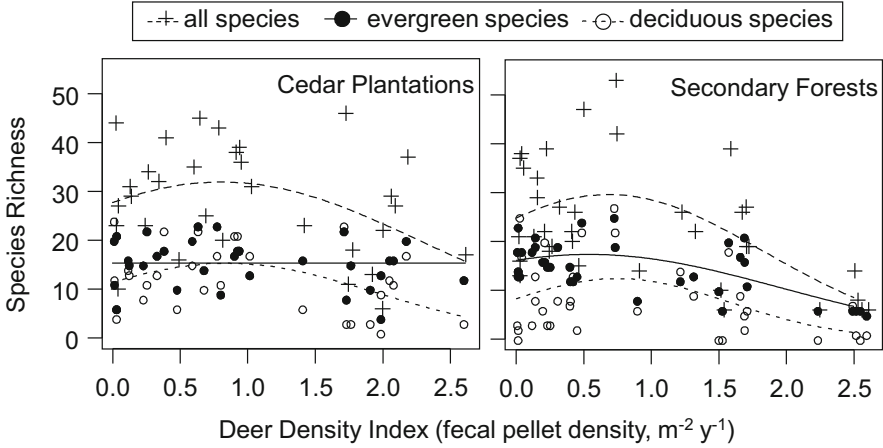 all species evergreen species deciduous species
Cedar Plantations
Secondary Forests
Species Richness
50
40
30
20
10
0
0.0 0.5 1.0 1.5 2.0 2.5
0.0 0.5 1.0 1.5 2.0 2.5
Deer Density Index (fecal pellet density, m⁻² y⁻¹)